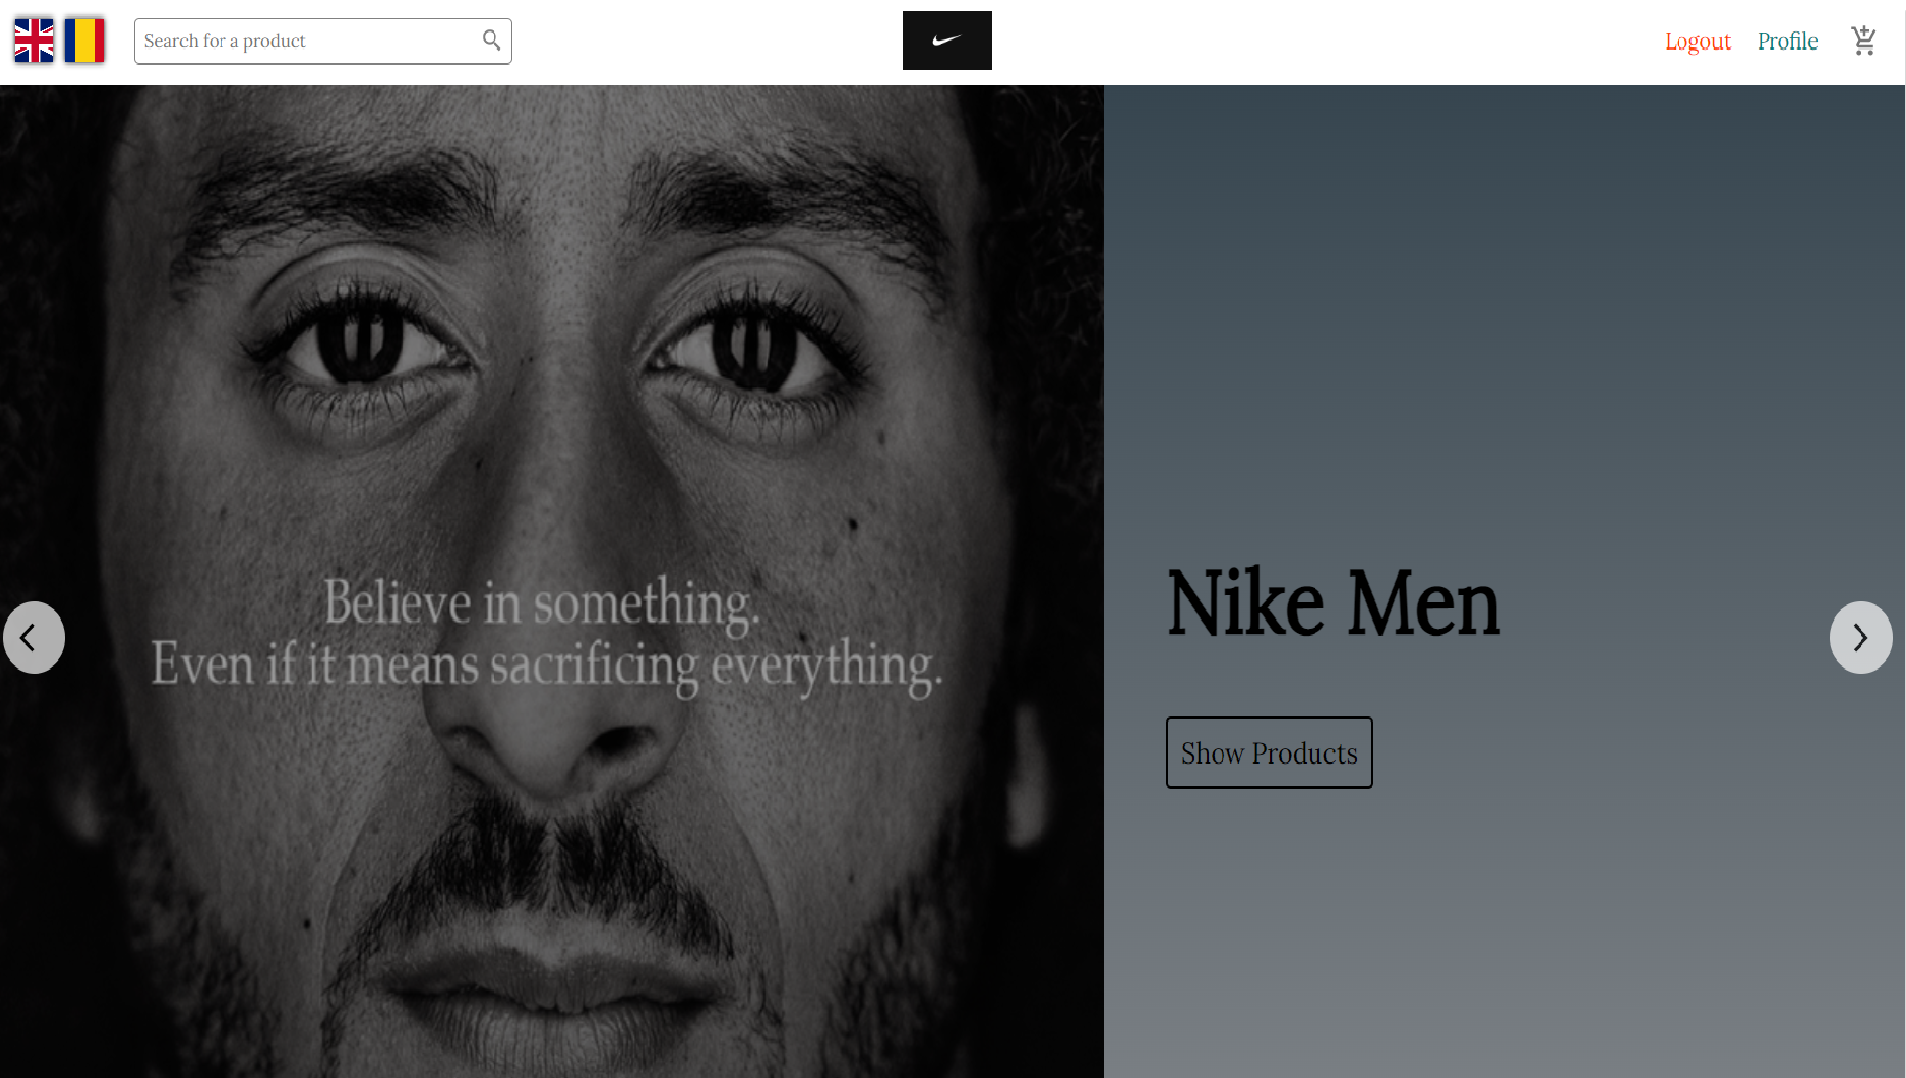 Search for a product
Logout
Profile
Believe in something.
Even if it means sacrificing everything.
Nike Men
Show Products